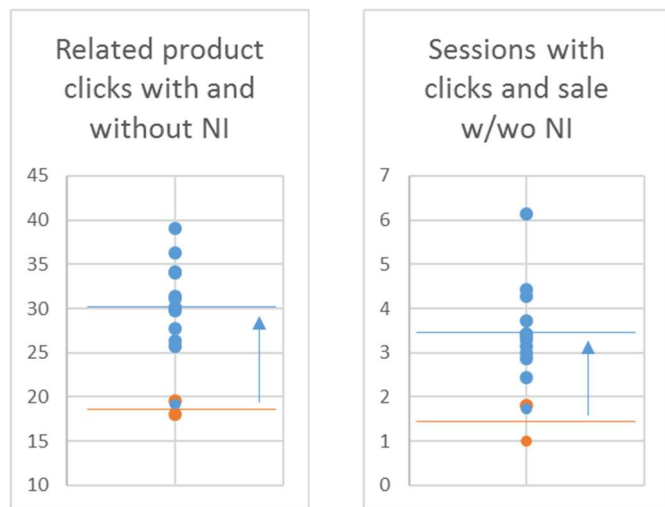 Related product
clicks with and
without NI
45
40
35
30
25
20
15
10
Sessions with
clicks and sale
w/wo NI
7
6
5
4
3
2
1
0